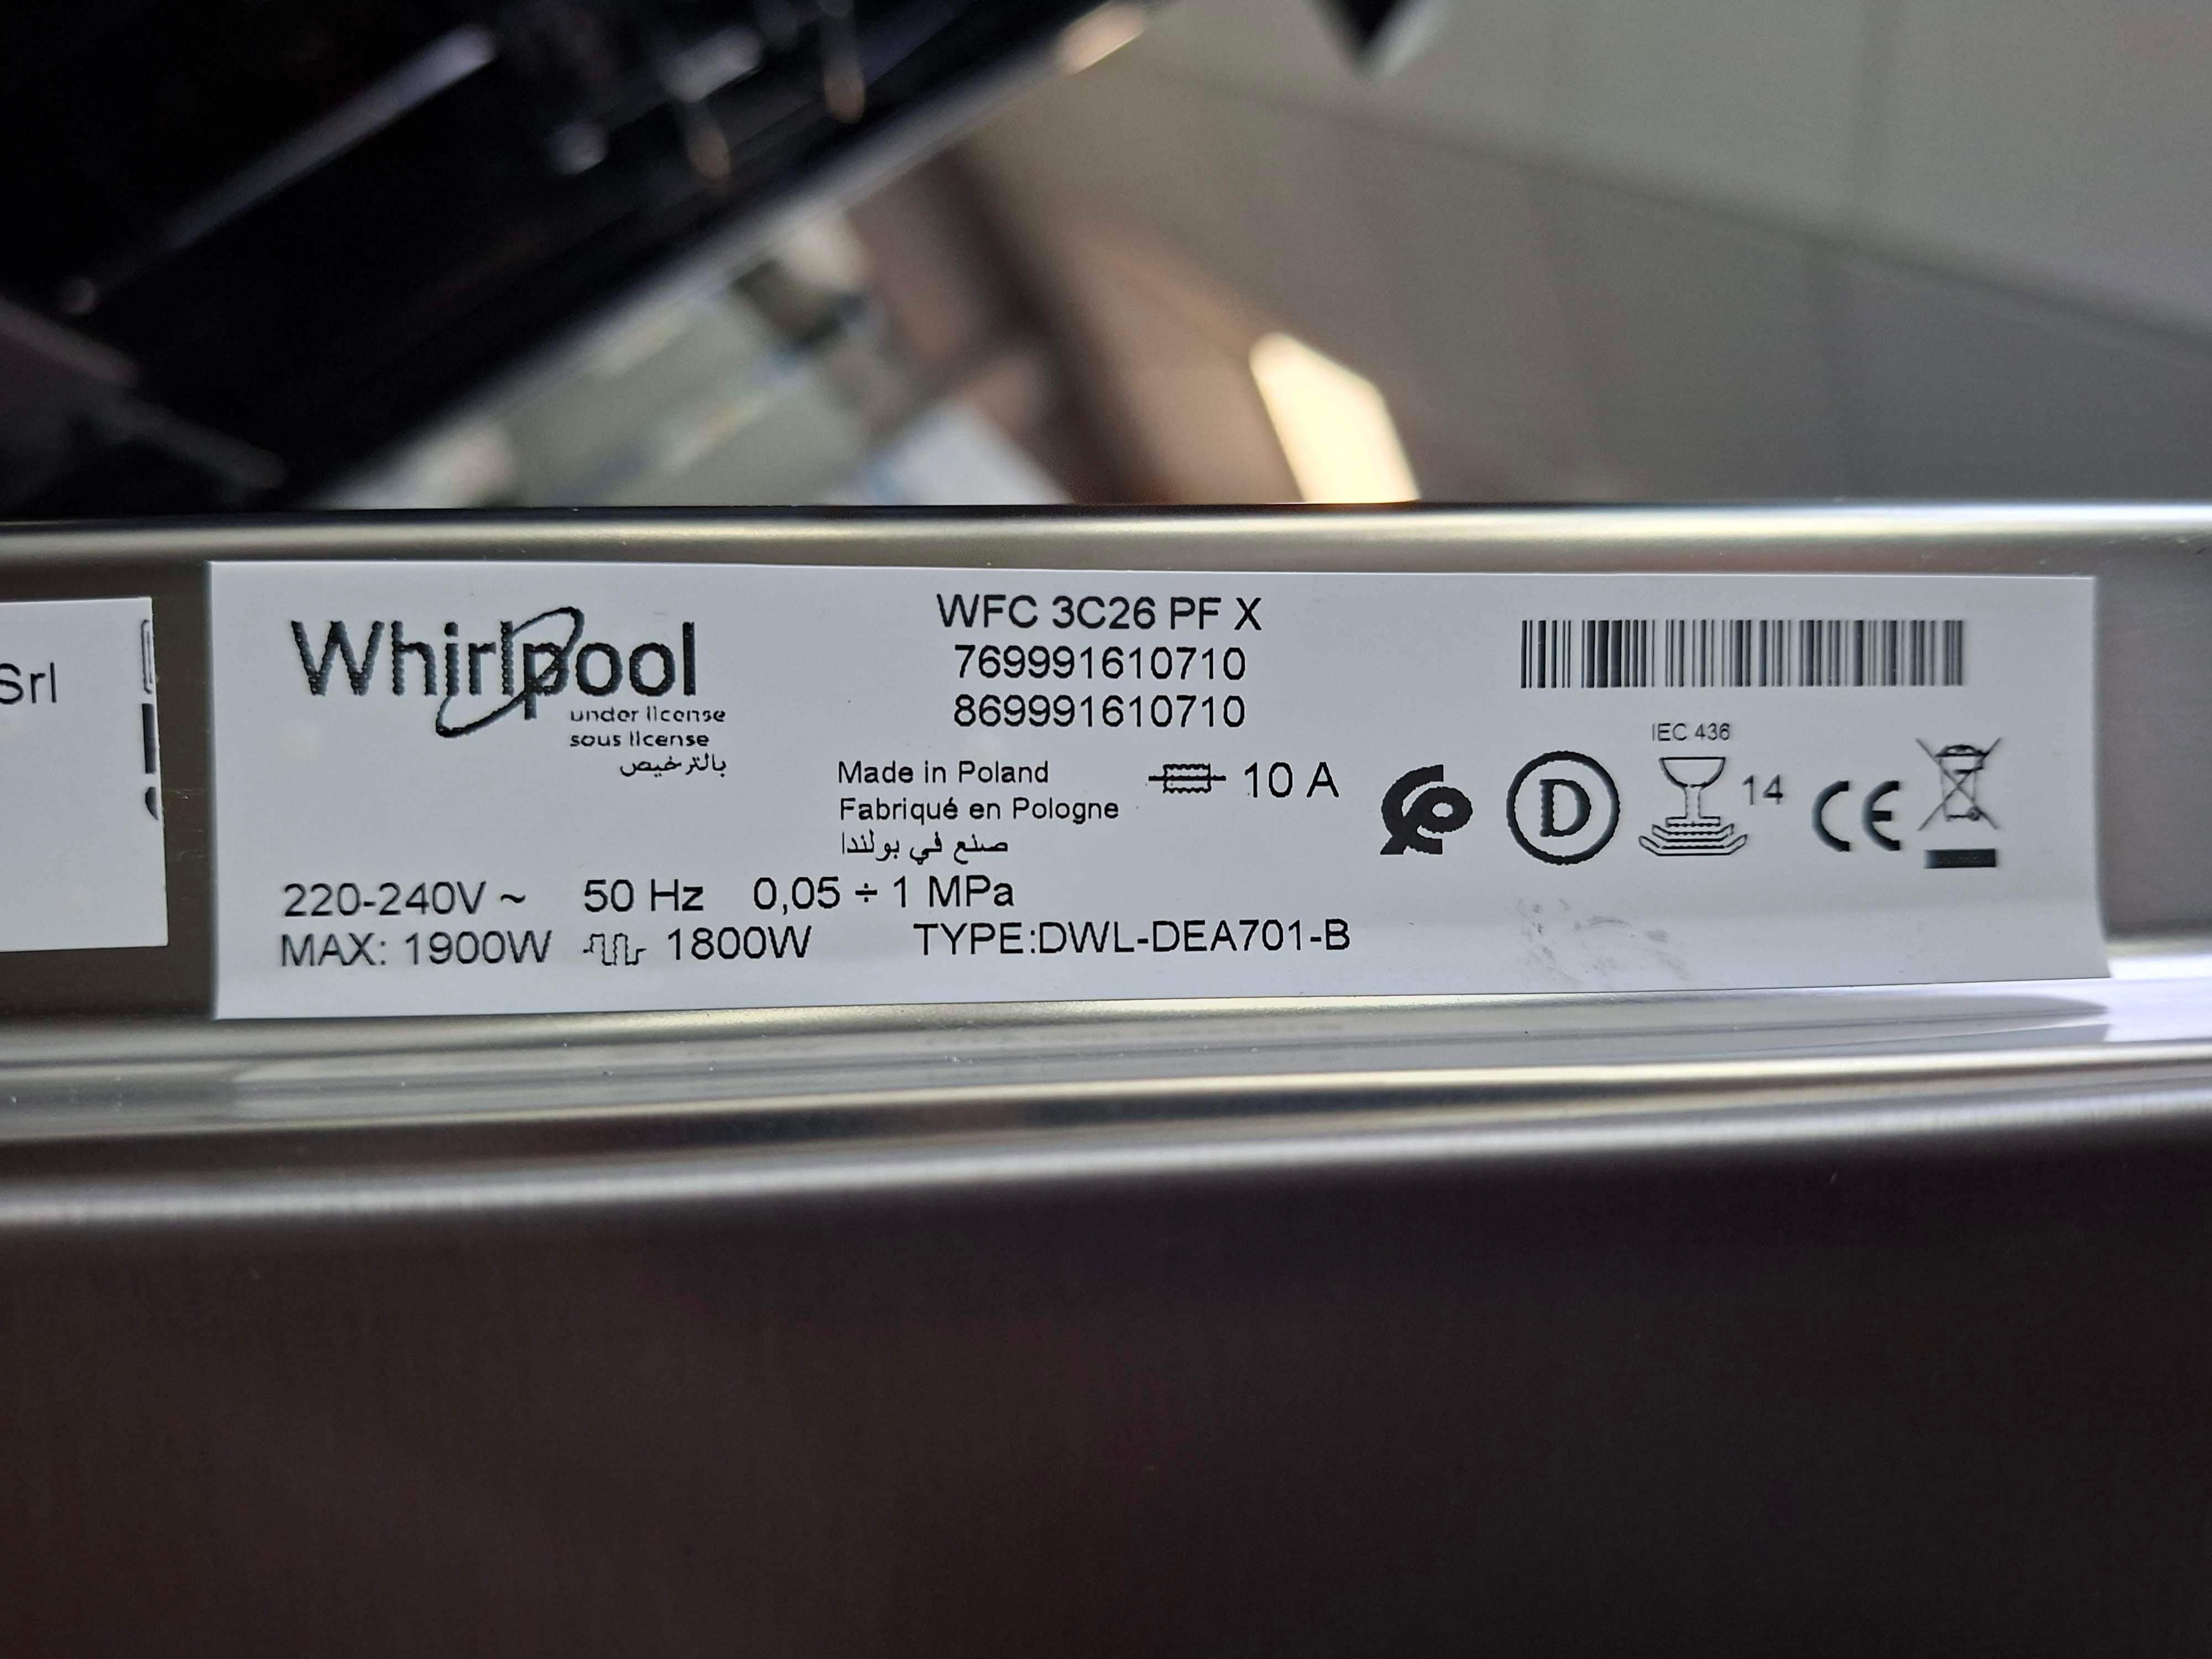 Srl
Whirlpool
under license
sous license
بالترخيص
WFC 3C26 PF X
769991610710
869991610710
Made in Poland
Fabriqué en Pologne
صنع في بولندا
10 A
D
IEC 436
14
CE
220-240V ~ 50 Hz 0,05 ÷ 1 MPa
MAX: 1900W 1800W TYPE:DWL-DEA701-B